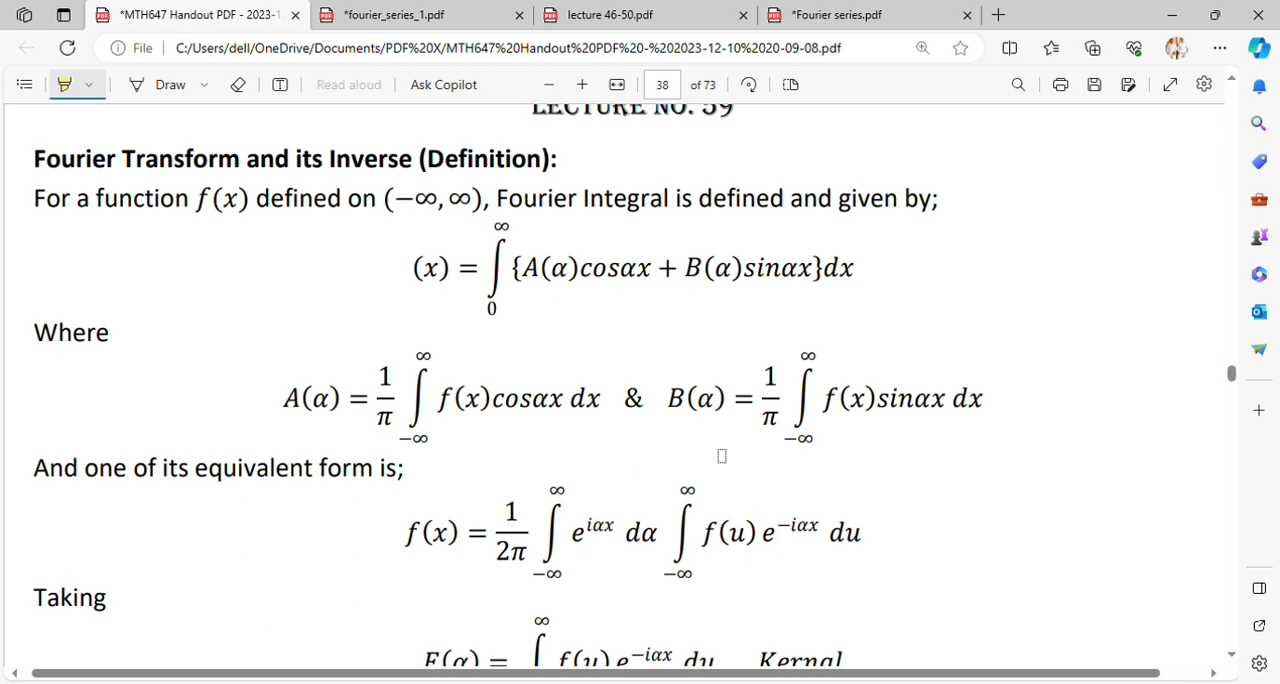 *MTH647 Handout PDF - 2023-1
*fourier_series_1.pdf
lecture 46-50.pdf
*Fourier series.pdf
File C:/Users/dell/OneDrive/Documents/PDF%20X/MTH647%20Handout%20PDF%20-%202023-12-10%2020-09-08.pdf
Draw Read aloud Ask Copilot 38 of 73
LECTURE NO. 39
Fourier Transform and its Inverse (Definition):
For a function f(x) defined on (−∞, ∞), Fourier Integral is defined and given by;
(x) = ∫₀^∞ {A(α)cosαx + B(α)sinαx}dx
Where
A(α) = 1/π ∫₋∞^∞ f(x)cosαx dx & B(α) = 1/π ∫₋∞^∞ f(x)sinαx dx
And one of its equivalent form is;
f(x) = 1/2π ∫₋∞^∞ e^{iαx} dα ∫₋∞^∞ f(u) e^{−iαx} du
Taking
F(α) = ∫^∞ f(u) e^{−iαx} du Kernal